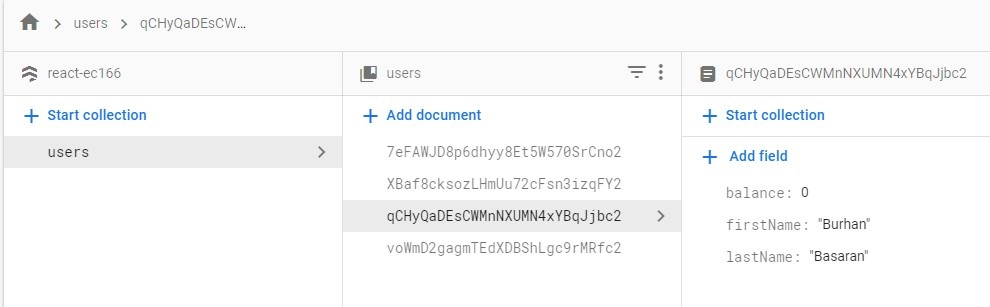 users qCHyQaDEsCW...
react-ec166
Start collection
users
users
Add document
7eFAWJD8p6dhyy8Et5W570SrCno2
XBaf8cksozLHmUu72cFsn3izqFY2
qCHyQaDEsCWMnNXUMN4xYBqJjbc2
voWmD2gagmTEdXDBShLgc9rMRfc2
qCHyQaDEsCWMnNXUMN4xYBqJjbc2
Start collection
Add field
balance: 0
firstName: "Burhan"
lastName: "Basaran"